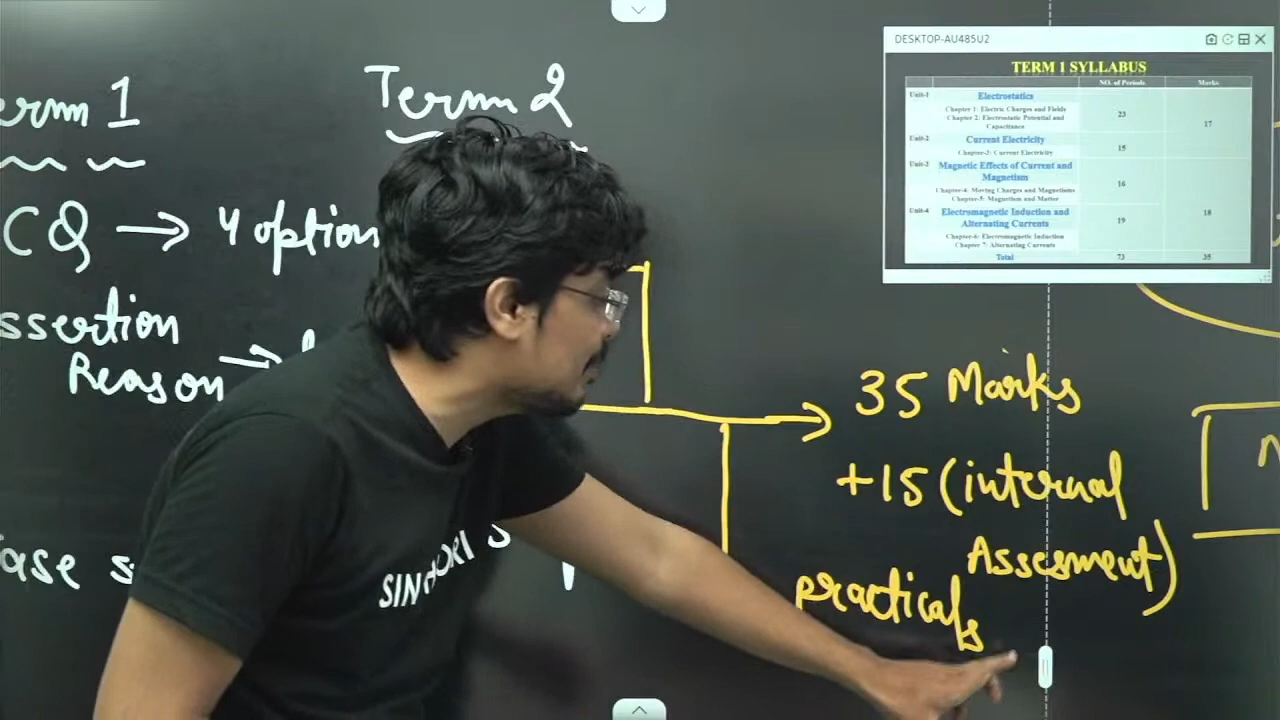 DESKTOP-AU485U2
TERM 1 SYLLABUS
NO. of Periods Marks
Unit-1 Electrostatics
Chapter 1: Electric Charges and Fields
Chapter 2: Electrostatic Potential and
Capacitance
23
17
Unit-2 Current Electricity
Chapter-2: Current Electricity
15
Unit-3 Magnetic Effects of Current and
Magnetism
Chapter-4: Moving Charges and Magnetisms
Chapter-5: Magnetism and Matter
16
18
Unit-4 Electromagnetic Induction and
Alternating Currents
Chapter-6: Electromagnetic Induction
Chapter 7: Alternating Currents
19
Total 73 35
erm 1
Term 2
CQ → 4 option
ssertion
Reason →
ase s
35 Marks
+15 (internal
Assesment)
practicals